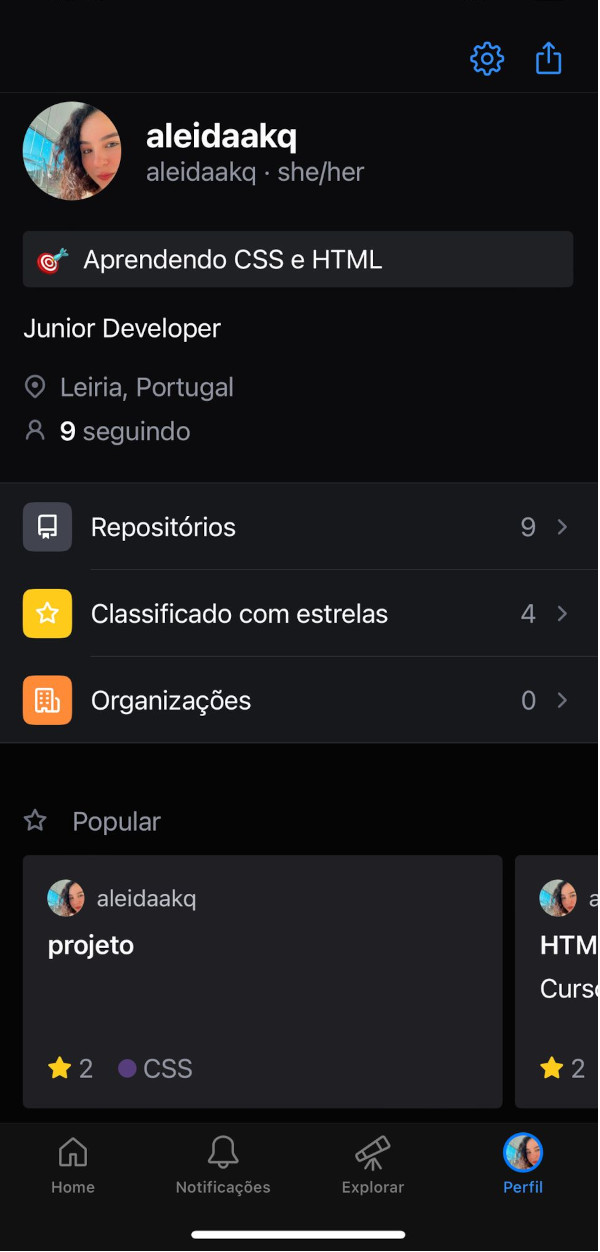 aleidaakq
aleidaakq · she/her
Aprendendo CSS e HTML
Junior Developer
Leiria, Portugal
9 seguindo
Repositórios 9
Classificado com estrelas 4
Organizações 0
Popular
aleidaakq
projeto
2 CSS
a
HTM
Curso
2
Home
Notificações
Explorar
Perfil